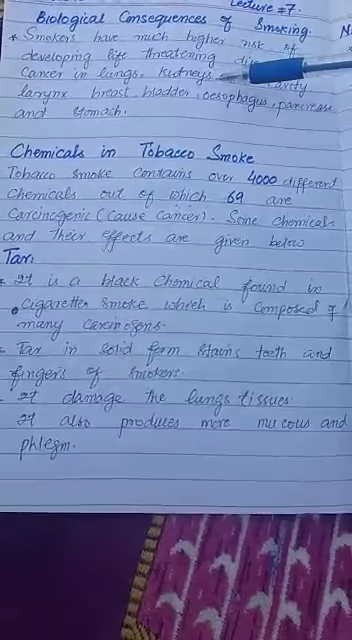 Lecture #7.
Biological Consequences of Smoking.
* Smokers have much higher risk of
developing life threatening
Cancer in lungs, Kidneys,
larynx breast, bladder, oesophagus, pancrease
and stomach.
Chemicals in Tobacco Smoke
Tobacco smoke contains over 4000 different
Chemicals out of which 69 are
Carcinogenic (Cause Cancer). Some chemicals
and their effects are given below
Tar:
- It is a black Chemical found in
Cigarettes smoke which is composed of
many carcinogens.
- Tar in solid form stains teeth and
fingers of smokers.
- It damage the lungs tissues.
It also produces more mucous and
phlegm.